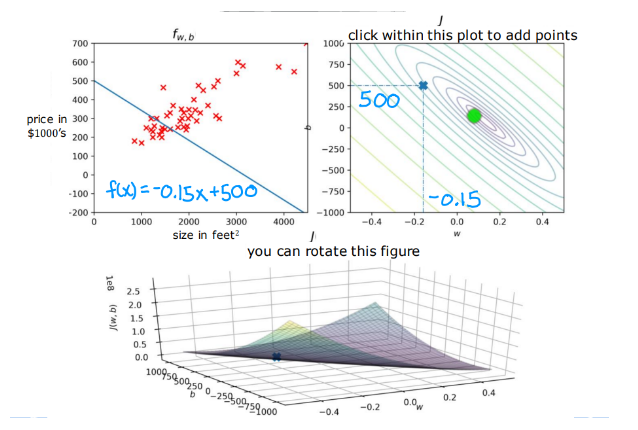 f_{w,b}
J
click within this plot to add points
price in
$1000's
700
600
500
400
300
200
100
0
-100
-200
0 1000 2000 3000 4000
size in feet²
f(x)=-0.15x+500
1000
750
500
250
0
-250
-500
-750
-1000
b
500
-0.15
-0.4 -0.2 0.0 0.2 0.4
w
J
you can rotate this figure
1e8
J(w,b)
2.5
2.0
1.5
1.0
0.5
0.0
1000 750 500 250 0 -250 -500 -750 -1000
b
-0.4 -0.2 0.0 0.2 0.4
w